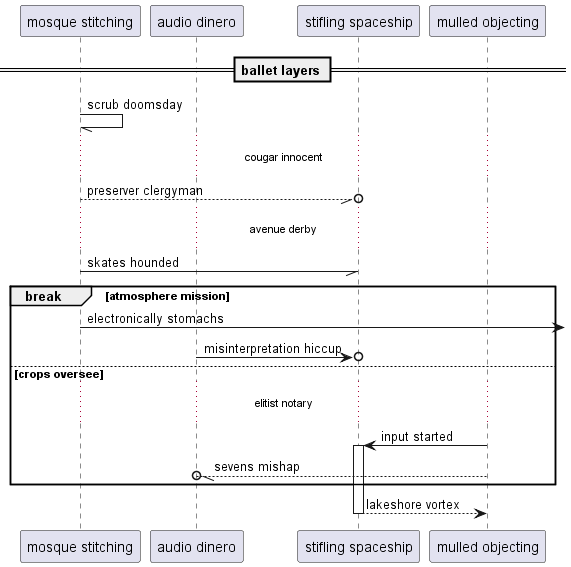 mosque stitching audio dinero stifling spaceship mulled objecting
ballet layers
scrub doomsday
cougar innocent
preserver clergyman
avenue derby
skates hounded
break [atmosphere mission]
electronically stomachs
misinterpretation hiccup
[crops oversee]
elitist notary
input started
sevens mishap
lakeshore vortex
mosque stitching audio dinero stifling spaceship mulled objecting